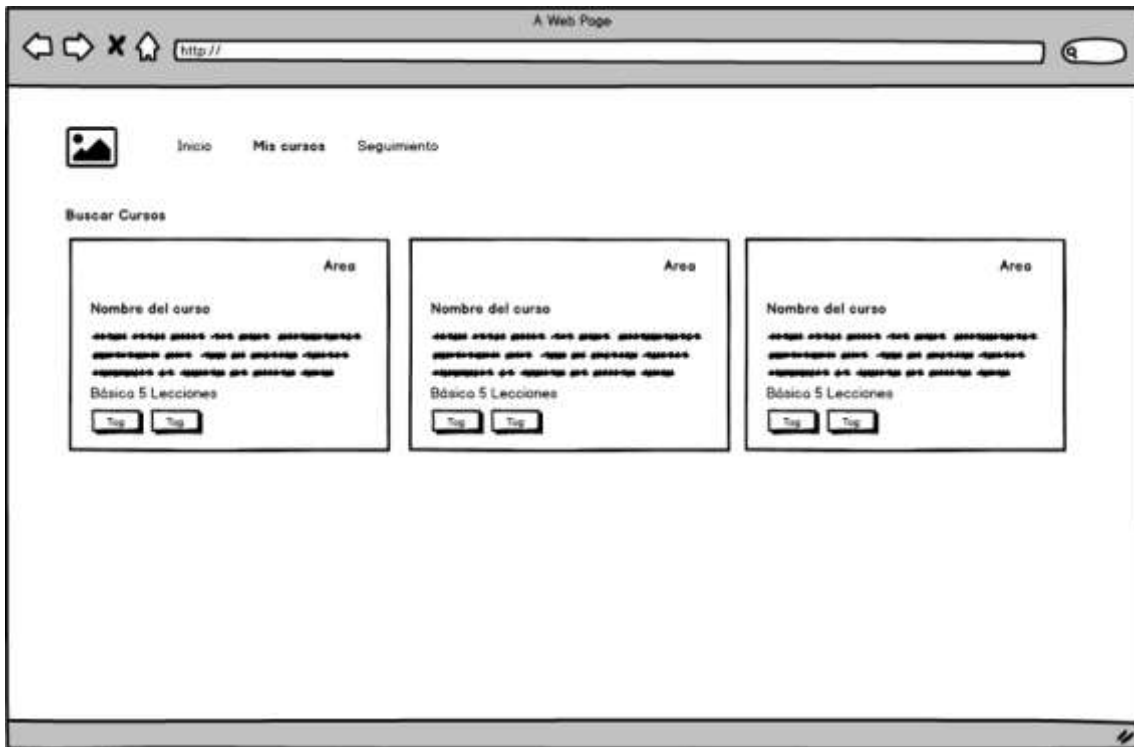 A Web Page
http://
Inicio Mis cursos Seguimiento
Buscar Cursos
Area Area Area
Nombre del curso Nombre del curso Nombre del curso
Básico 5 Lecciones Básico 5 Lecciones Básico 5 Lecciones
Tag Tag Tag Tag Tag Tag